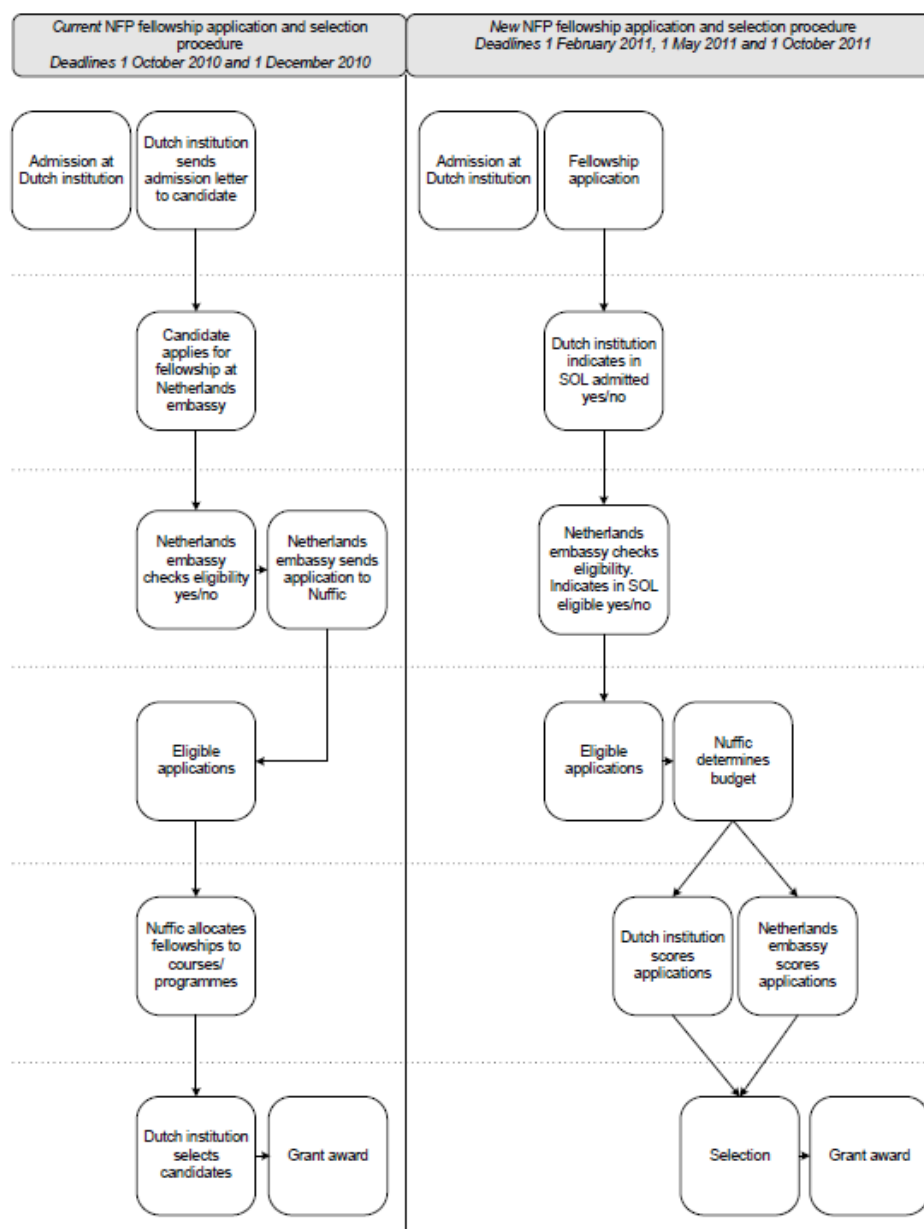 Current NFP fellowship application and selection
procedure
Deadlines 1 October 2010 and 1 December 2010
New NFP fellowship application and selection procedure
Deadlines 1 February 2011, 1 May 2011 and 1 October 2011
Admission at
Dutch institution
Dutch institution
sends
admission letter
to candidate
Admission at
Dutch institution
Fellowship
application
Candidate
applies for
fellowship at
Netherlands
embassy
Dutch institution
indicates in
SOL admitted
yes/no
Netherlands
embassy
checks eligibility
yes/no
Netherlands
embassy sends
application to
Nuffic
Netherlands
embassy checks
eligibility.
Indicates in SOL
eligible yes/no
Eligible
applications
Eligible
applications
Nuffic
determines
budget
Nuffic allocates
fellowships to
courses/
programmes
Dutch institution
scores
applications
Netherlands
embassy
scores
applications
Dutch institution
selects
candidates
Grant award
Selection
Grant award